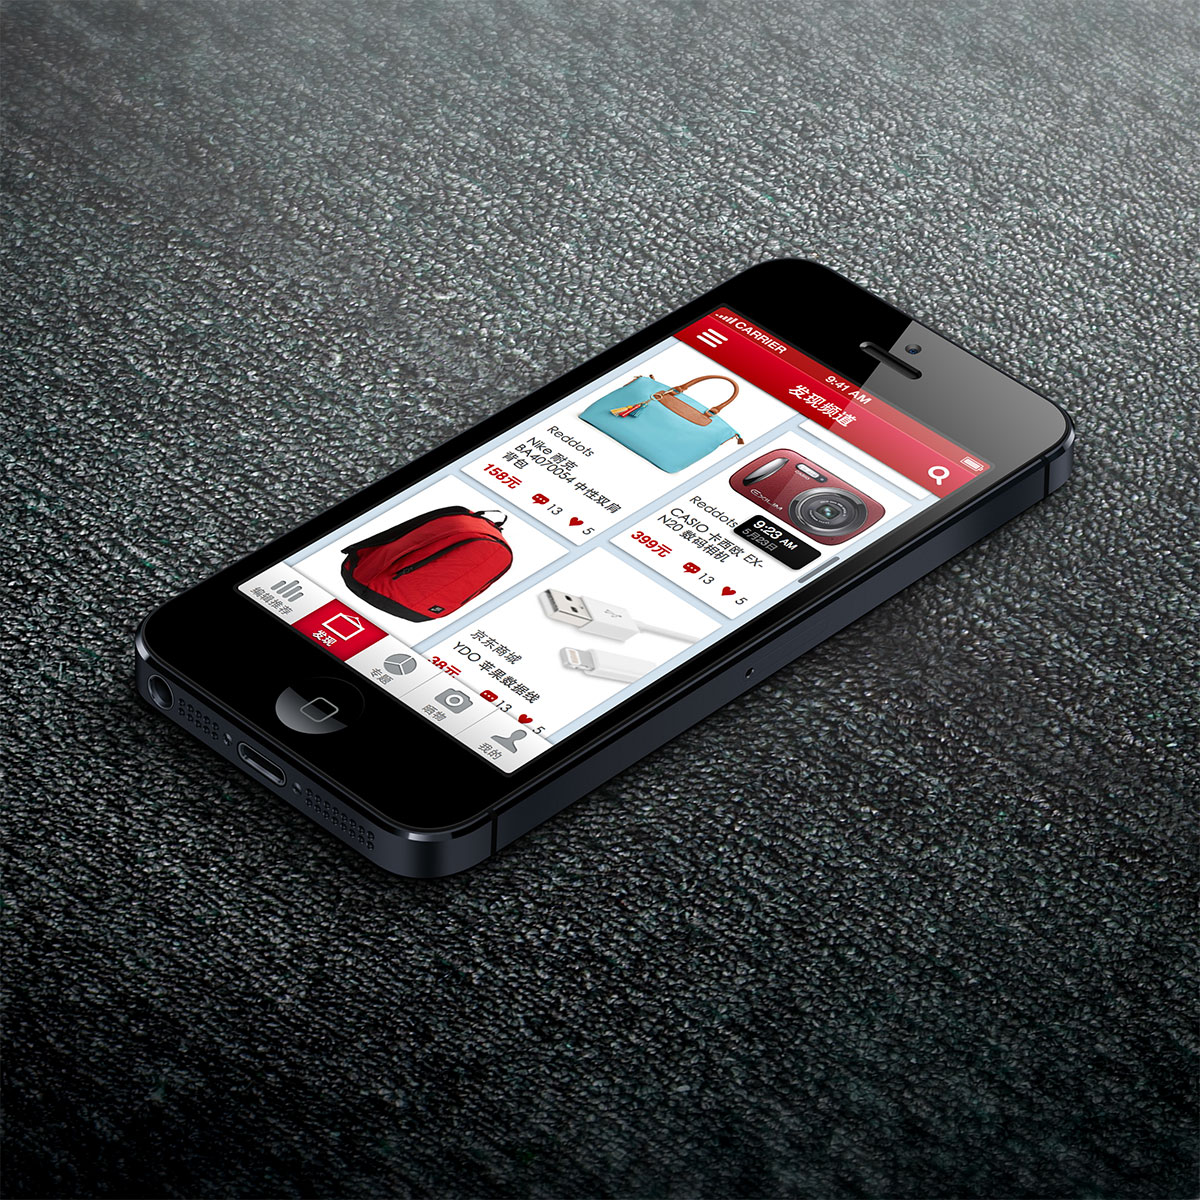 CARRIER
9:41 AM
发现频道
Reddots
Nike 耐克
BA4070054 中性双肩
背包
158元
13
5
Reddots
CASIO 卡西欧 EX-
N20 数码相机
399元
13
5
9:23 AM
5月23日
京东商城
YDO 苹果数据线
38元
13
5
编辑推荐
发现
专题
晒物
我的